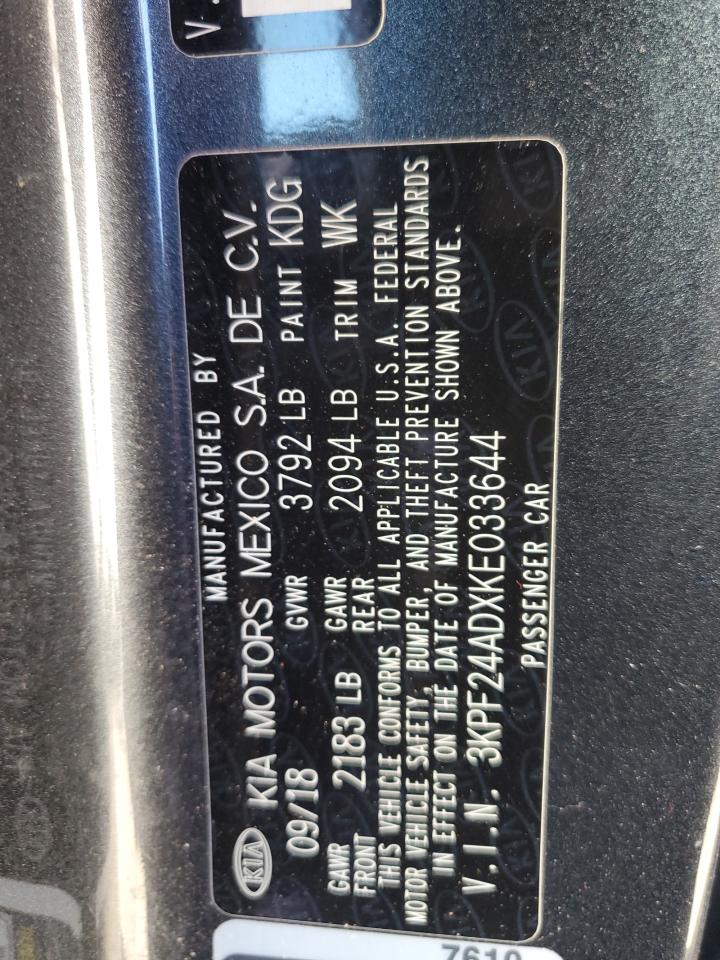 V.
MANUFACTURED BY
KIA KIA MOTORS MEXICO S.A. DE C.V.
09/18 GVWR 3792 LB PAINT KDG
GAWR FRONT 2183 LB GAWR REAR 2094 LB TRIM WK
THIS VEHICLE CONFORMS TO ALL APPLICABLE U.S.A. FEDERAL
MOTOR VEHICLE SAFETY, BUMPER, AND THEFT PREVENTION STANDARDS
IN EFFECT ON THE DATE OF MANUFACTURE SHOWN ABOVE.
V.I.N. 3KPF24ADXKE033644
PASSENGER CAR
7610